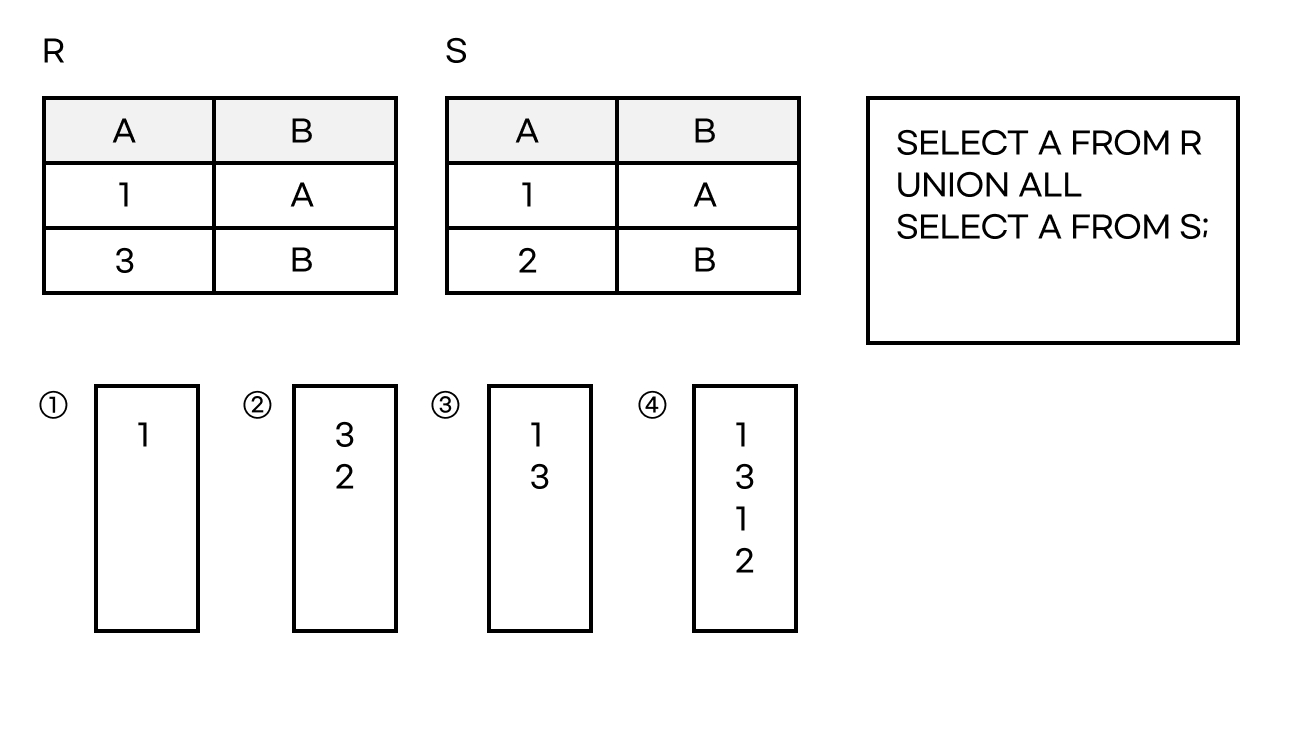 R
A B
1 A
3 B
S
A B
1 A
2 B
SELECT A FROM R
UNION ALL
SELECT A FROM S;
①
1
②
3
2
③
1
3
④
1
3
1
2